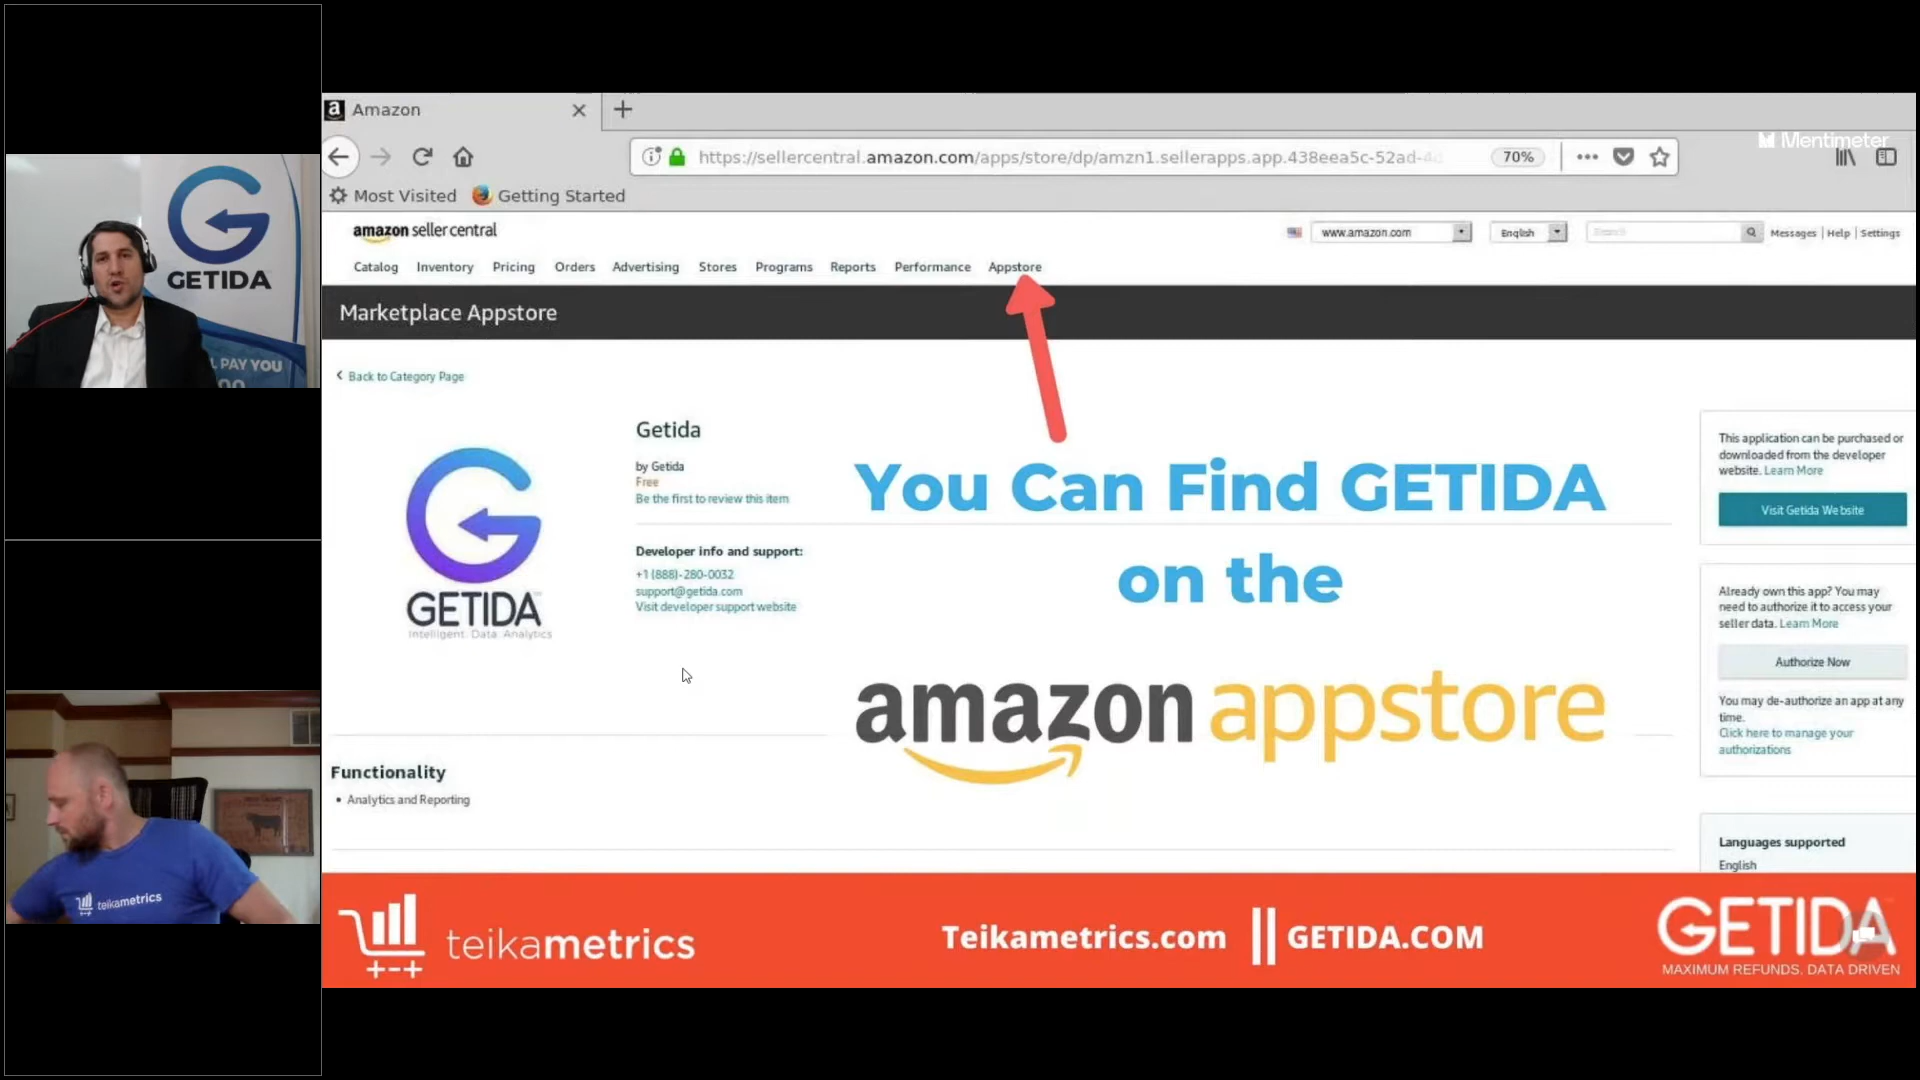 GETIDA
L PAY YOU
teikametrics
Amazon
Mentimeter
https://sellercentral.amazon.com/apps/store/dp/amzn1.sellerapps.app.438eea5c-52ad-4
70%
Most Visited
Getting Started
amazon seller central
www.amazon.com
English
Search
Messages | Help | Settings
Catalog Inventory Pricing Orders Advertising Stores Programs Reports Performance Appstore
Marketplace Appstore
Back to Category Page
GETIDA
Intelligent. Data. Analytics
Getida
by Getida
Free
Be the first to review this item
Developer info and support:
+1 (888)-280-0032
support@getida.com
Visit developer support website
You Can Find GETIDA
on the
amazon appstore
This application can be purchased or
downloaded from the developer
website. Learn More
Visit Getida Website
Already own this app? You may
need to authorize it to access your
seller data. Learn More
Authorize Now
You may de-authorize an app at any
time.
Click here to manage your
authorizations
Functionality
• Analytics and Reporting
Languages supported
English
teikametrics
Teikametrics.com || GETIDA.COM
GETIDA
MAXIMUM REFUNDS. DATA DRIVEN